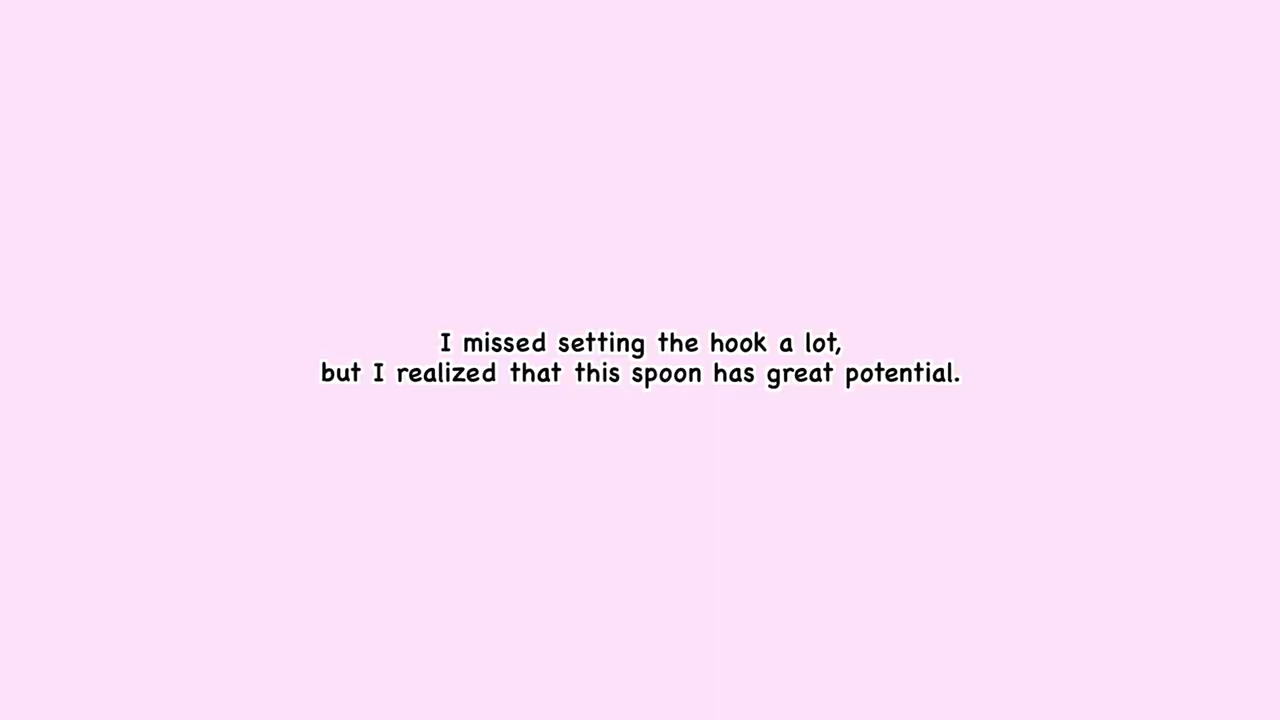 I missed setting the hook a lot,
but I realized that this spoon has great potential.